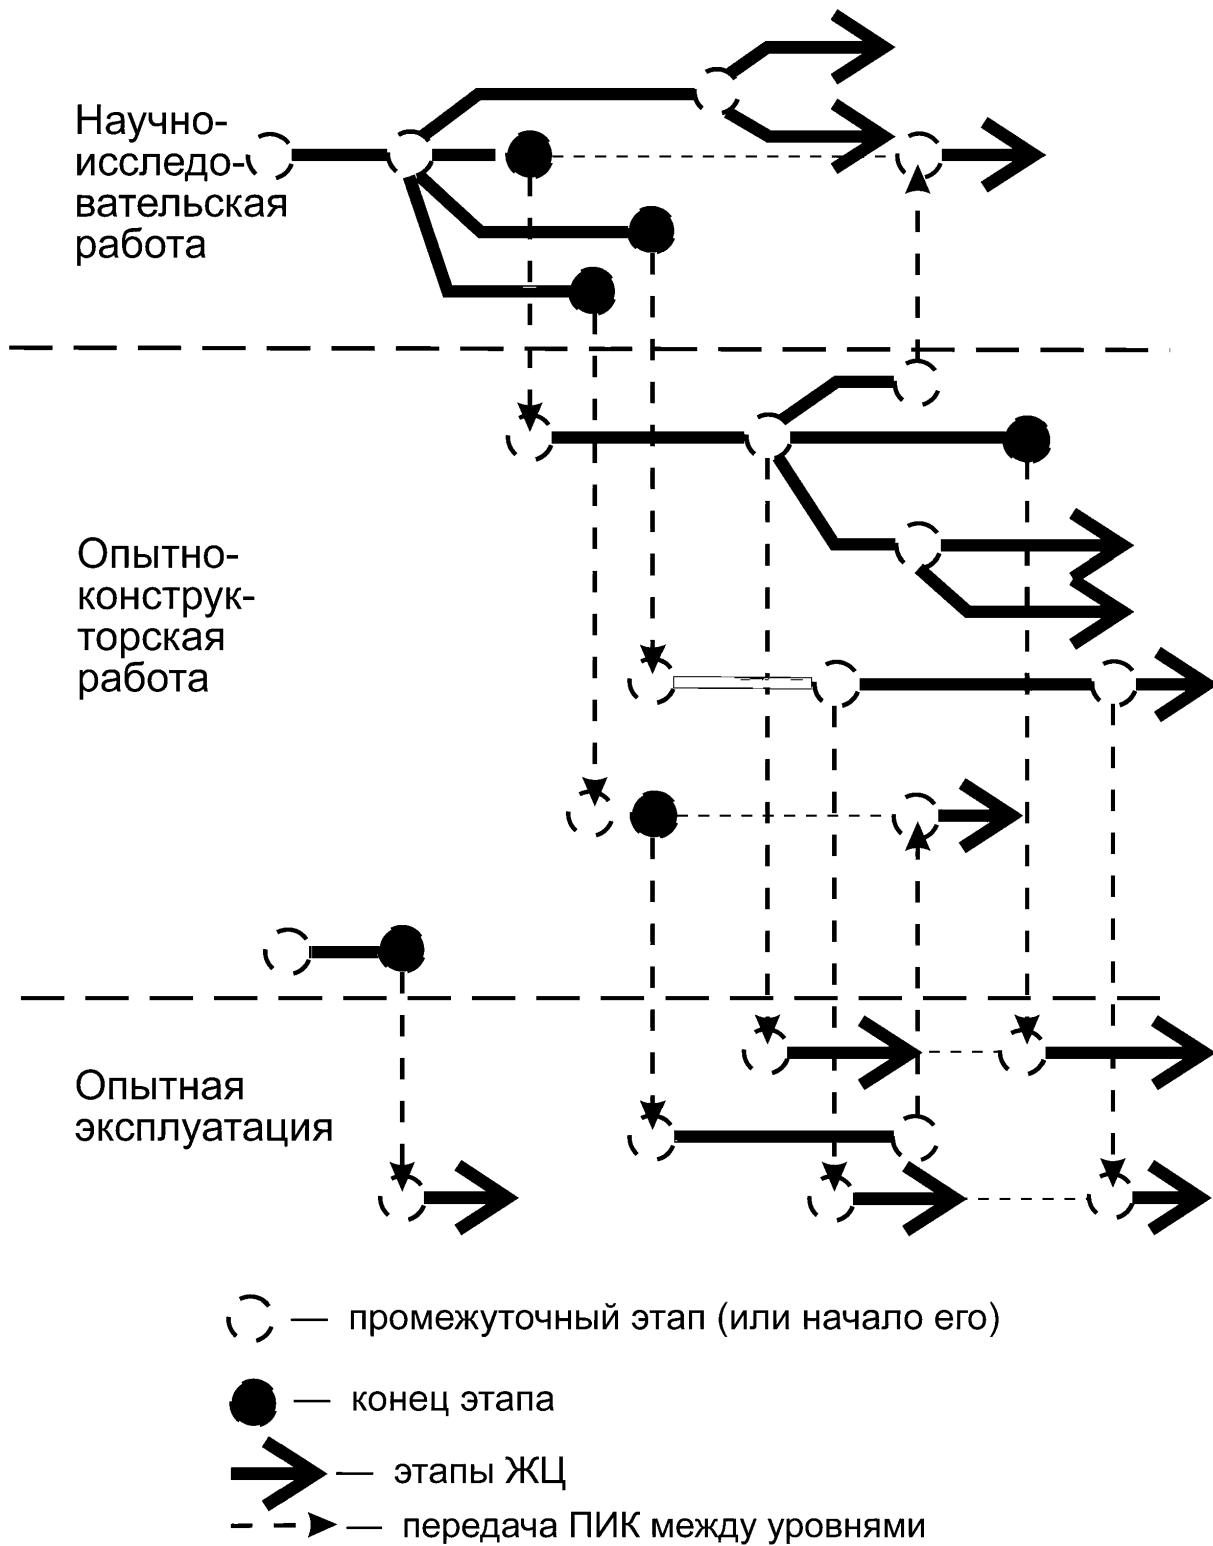 Научно-
исследо-
вательская
работа
Опытно-
конструк-
торская
работа
Опытная
эксплуатация
— промежуточный этап (или начало его)
— конец этапа
— этапы ЖЦ
— передача ПИК между уровнями